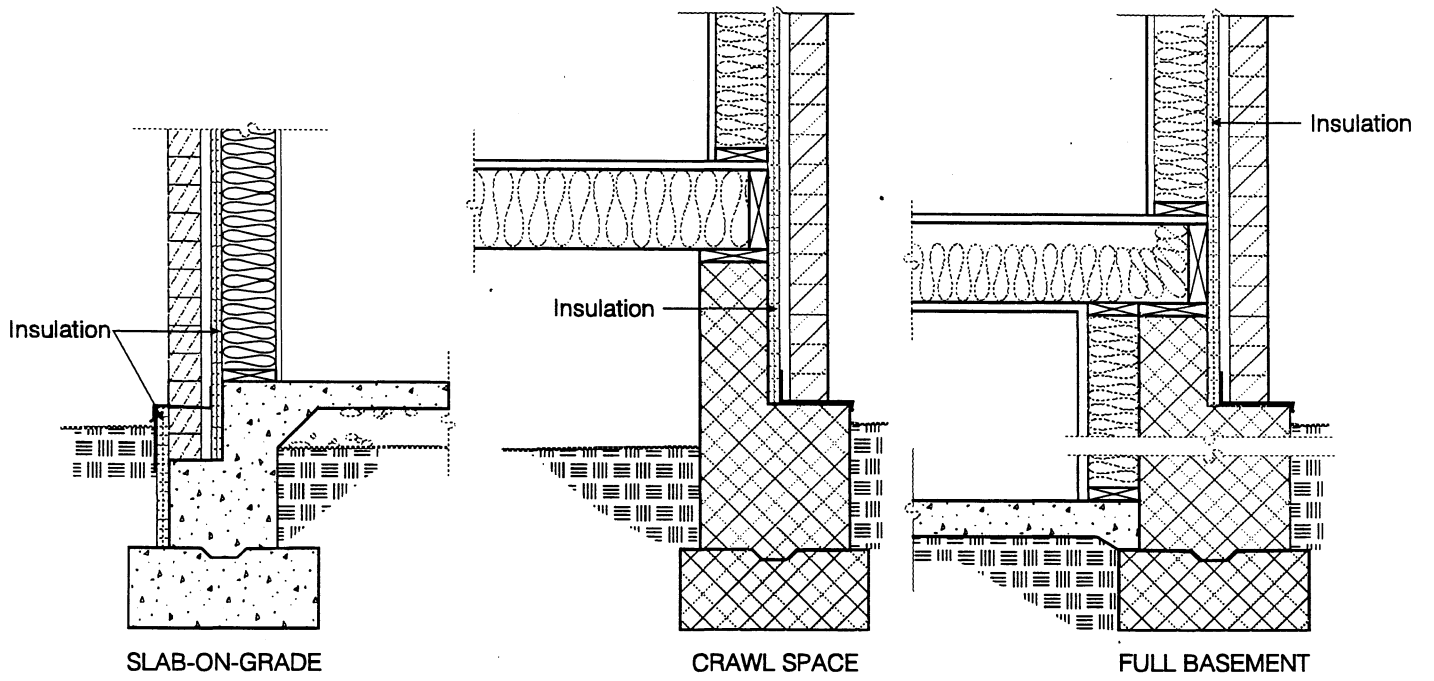 Insulation
Insulation
Insulation
SLAB-ON-GRADE
CRAWL SPACE
FULL BASEMENT